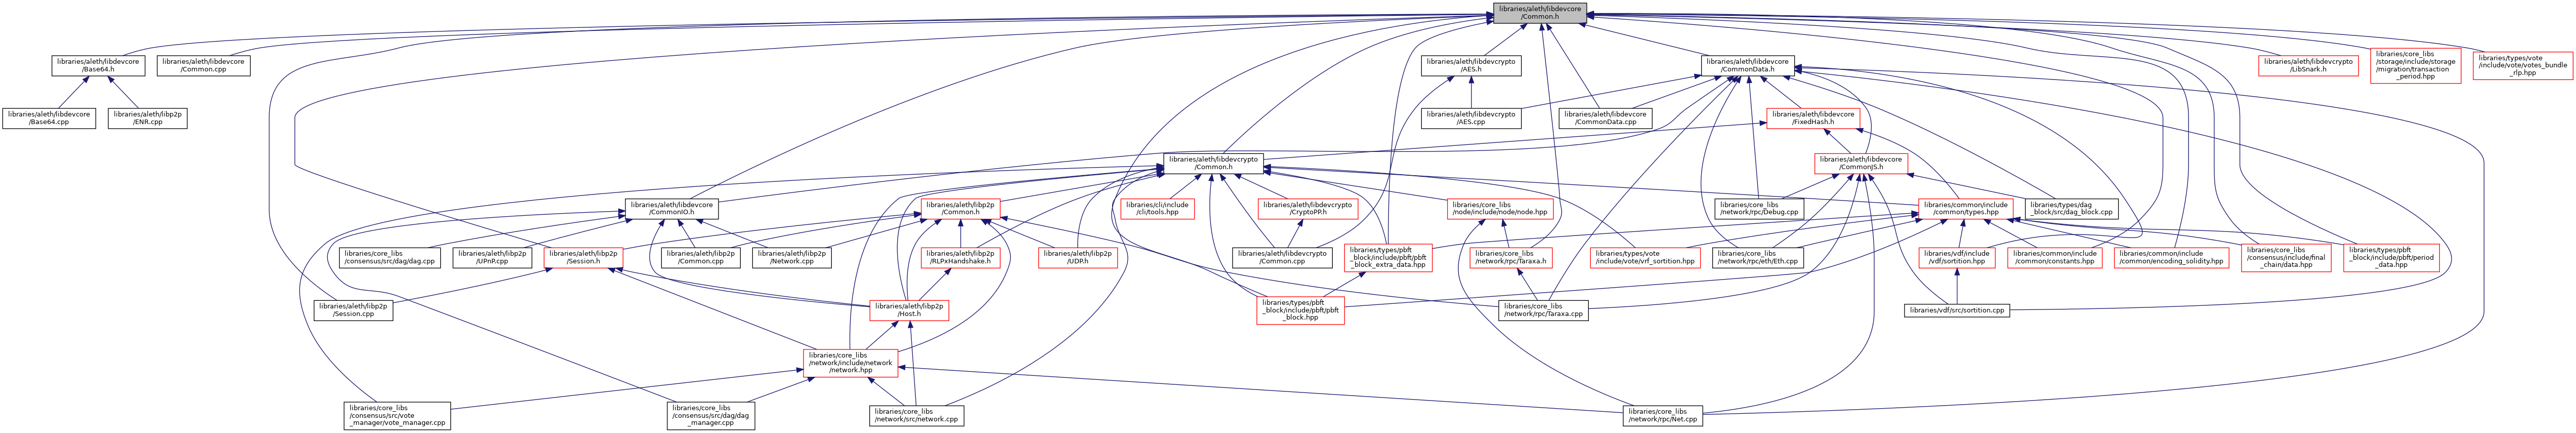 libraries/aleth/libdevcore
/Common.h
libraries/aleth/libdevcore
/Base64.h
libraries/aleth/libdevcore
/Common.cpp
libraries/aleth/libdevcrypto
/AES.h
libraries/aleth/libdevcore
/CommonData.h
libraries/aleth/libdevcrypto
/LibSnark.h
libraries/core_libs
/storage/include/storage
/migration/transaction
_period.hpp
libraries/types/vote
/include/vote/votes_bundle
_rlp.hpp
libraries/aleth/libdevcore
/Base64.cpp
libraries/aleth/libp2p
/ENR.cpp
libraries/aleth/libdevcrypto
/AES.cpp
libraries/aleth/libdevcore
/CommonData.cpp
libraries/aleth/libdevcore
/FixedHash.h
libraries/aleth/libdevcrypto
/Common.h
libraries/aleth/libdevcore
/CommonJS.h
libraries/aleth/libdevcore
/CommonIO.h
libraries/aleth/libp2p
/Common.h
libraries/cli/include
/cli/tools.hpp
libraries/aleth/libdevcrypto
/CryptoPP.h
libraries/core_libs
/node/include/node/node.hpp
libraries/core_libs
/network/rpc/Debug.cpp
libraries/common/include
/common/types.hpp
libraries/types/dag
_block/src/dag_block.cpp
libraries/core_libs
/consensus/src/dag/dag.cpp
libraries/aleth/libp2p
/UPnP.cpp
libraries/aleth/libp2p
/Session.h
libraries/aleth/libp2p
/Common.cpp
libraries/aleth/libp2p
/Network.cpp
libraries/aleth/libp2p
/RLPxHandshake.h
libraries/aleth/libp2p
/UDP.h
libraries/aleth/libdevcrypto
/Common.cpp
libraries/types/pbft
_block/include/pbft/pbft
_block_extra_data.hpp
libraries/core_libs
/network/rpc/Taraxa.h
libraries/types/vote
/include/vote/vrf_sortition.hpp
libraries/core_libs
/network/rpc/eth/Eth.cpp
libraries/vdf/include
/vdf/sortition.hpp
libraries/common/include
/common/constants.hpp
libraries/common/include
/common/encoding_solidity.hpp
libraries/core_libs
/consensus/include/final
_chain/data.hpp
libraries/types/pbft
_block/include/pbft/period
_data.hpp
libraries/aleth/libp2p
/Session.cpp
libraries/aleth/libp2p
/Host.h
libraries/types/pbft
_block/include/pbft/pbft
_block.hpp
libraries/core_libs
/network/rpc/Taraxa.cpp
libraries/vdf/src/sortition.cpp
libraries/core_libs
/network/include/network
/network.hpp
libraries/core_libs
/consensus/src/vote
_manager/vote_manager.cpp
libraries/core_libs
/consensus/src/dag/dag
_manager.cpp
libraries/core_libs
/network/src/network.cpp
libraries/core_libs
/network/rpc/Net.cpp